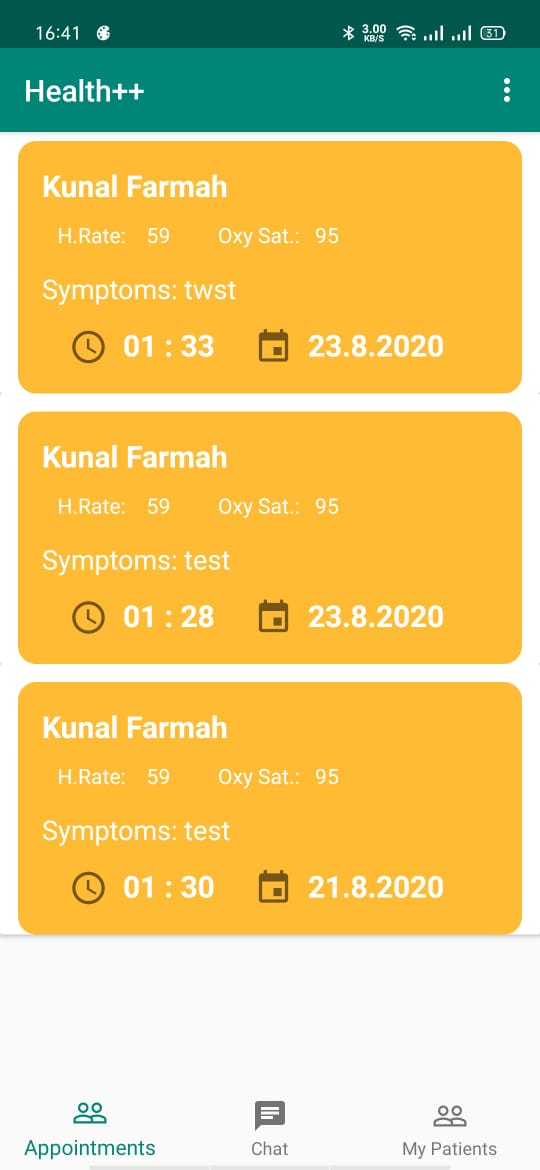 16:41 3.00 KB/S 31
Health++
Kunal Farmah
H.Rate: 59 Oxy Sat.: 95
Symptoms: twst
01 : 33 23.8.2020
Kunal Farmah
H.Rate: 59 Oxy Sat.: 95
Symptoms: test
01 : 28 23.8.2020
Kunal Farmah
H.Rate: 59 Oxy Sat.: 95
Symptoms: test
01 : 30 21.8.2020
Appointments Chat My Patients